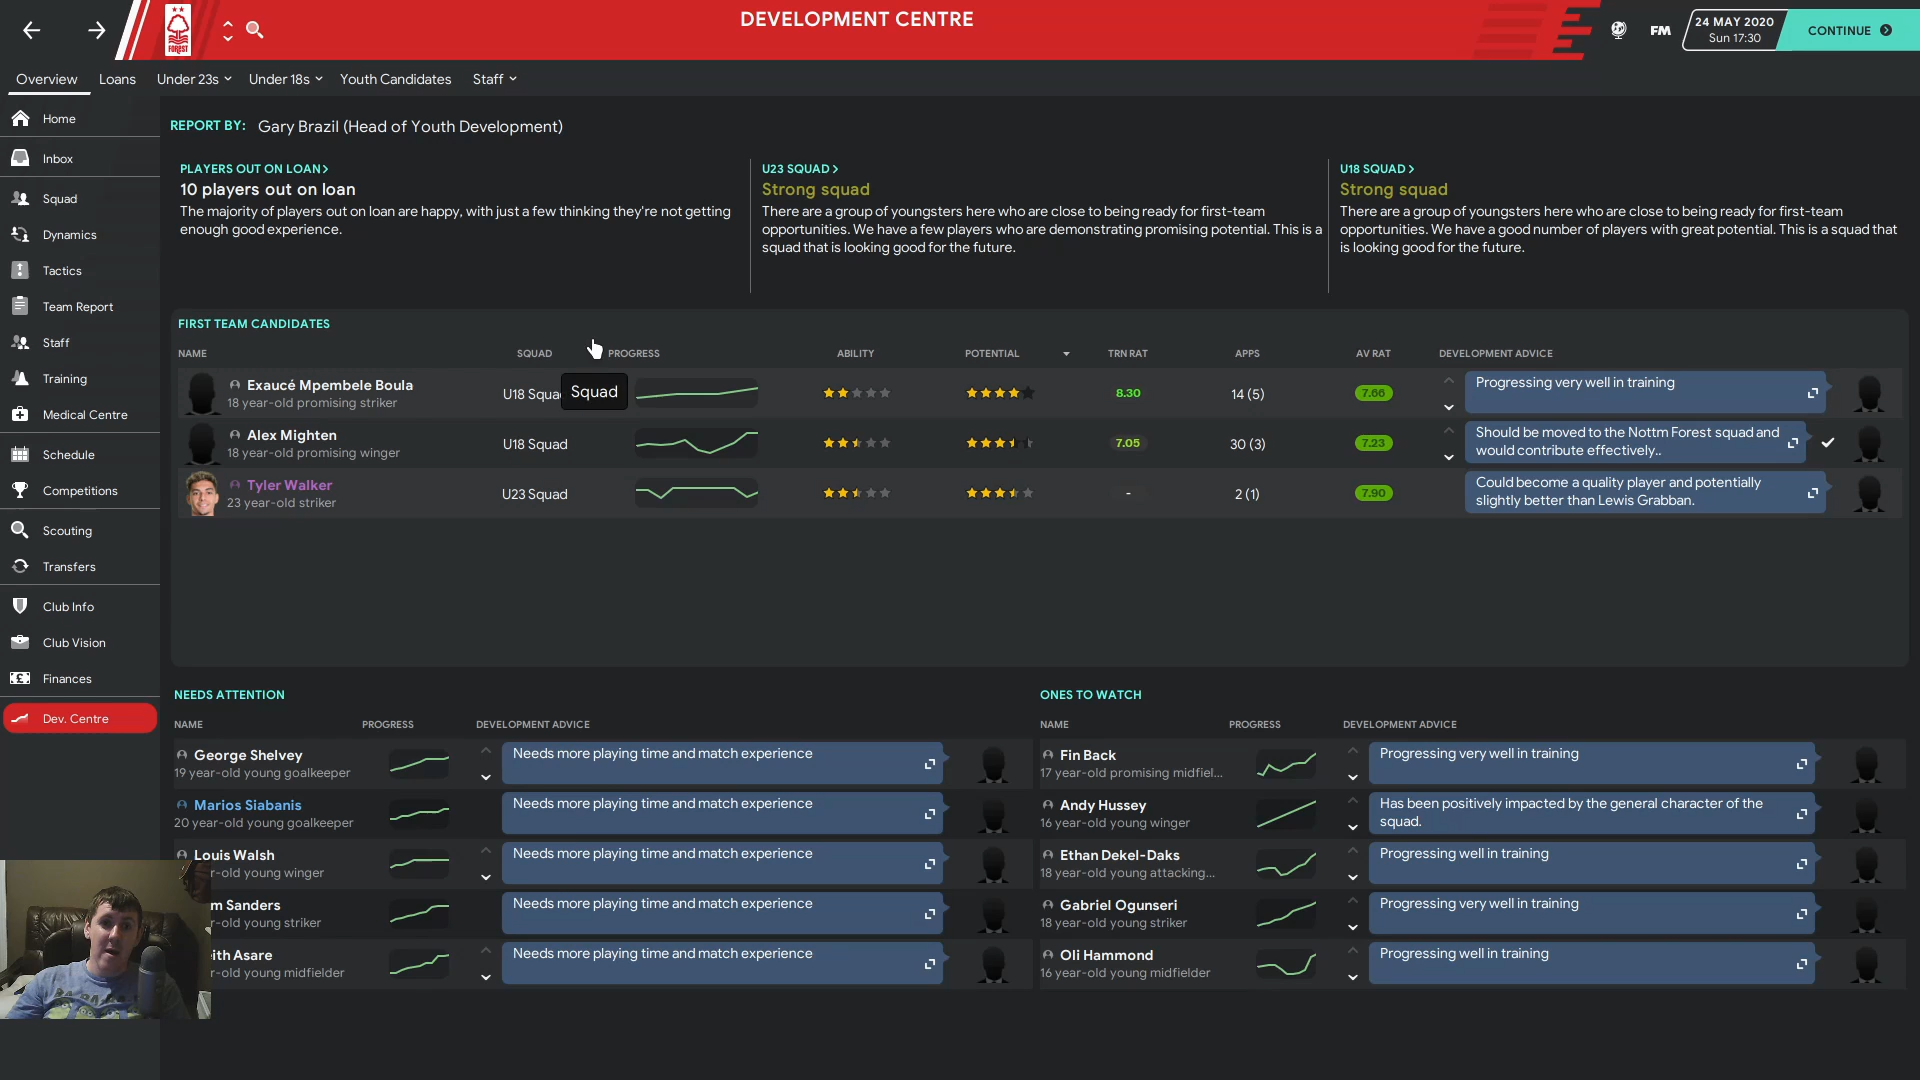 DEVELOPMENT CENTRE
FOREST
FM
24 MAY 2020
Sun 17:30
CONTINUE
Overview
Loans
Under 23s
Under 18s
Youth Candidates
Staff
Home
Inbox
Squad
Dynamics
Tactics
Team Report
Staff
Training
Medical Centre
Schedule
Competitions
Scouting
Transfers
Club Info
Club Vision
Finances
Dev. Centre
REPORT BY: Gary Brazil (Head of Youth Development)
PLAYERS OUT ON LOAN>
10 players out on loan
The majority of players out on loan are happy, with just a few thinking they're not getting
enough good experience.
U23 SQUAD >
Strong squad
There are a group of youngsters here who are close to being ready for first-team
opportunities. We have a few players who are demonstrating promising potential. This is a
squad that is looking good for the future.
U18 SQUAD >
Strong squad
There are a group of youngsters here who are close to being ready for first-team
opportunities. We have a good number of players with great potential. This is a squad that
is looking good for the future.
FIRST TEAM CANDIDATES
NAME SQUAD PROGRESS ABILITY POTENTIAL TRN RAT APPS AV RAT DEVELOPMENT ADVICE
Exaucé Mpembele Boula
18 year-old promising striker
U18 Squa
Squad
8.30
14 (5)
7.66
Progressing very well in training
Alex Mighten
18 year-old promising winger
U18 Squad
7.05
30 (3)
7.23
Should be moved to the Nottm Forest squad and
would contribute effectively..
Tyler Walker
23 year-old striker
U23 Squad
-
2 (1)
7.90
Could become a quality player and potentially
slightly better than Lewis Grabban.
NEEDS ATTENTION
NAME PROGRESS DEVELOPMENT ADVICE
George Shelvey
19 year-old young goalkeeper
Needs more playing time and match experience
Marios Siabanis
20 year-old young goalkeeper
Needs more playing time and match experience
Louis Walsh
r-old young winger
Needs more playing time and match experience
m Sanders
r-old young striker
Needs more playing time and match experience
ith Asare
r-old young midfielder
Needs more playing time and match experience
ONES TO WATCH
NAME PROGRESS DEVELOPMENT ADVICE
Fin Back
17 year-old promising midfiel...
Progressing very well in training
Andy Hussey
16 year-old young winger
Has been positively impacted by the general character of the
squad.
Ethan Dekel-Daks
18 year-old young attacking...
Progressing well in training
Gabriel Ogunseri
18 year-old young striker
Progressing very well in training
Oli Hammond
16 year-old young midfielder
Progressing well in training